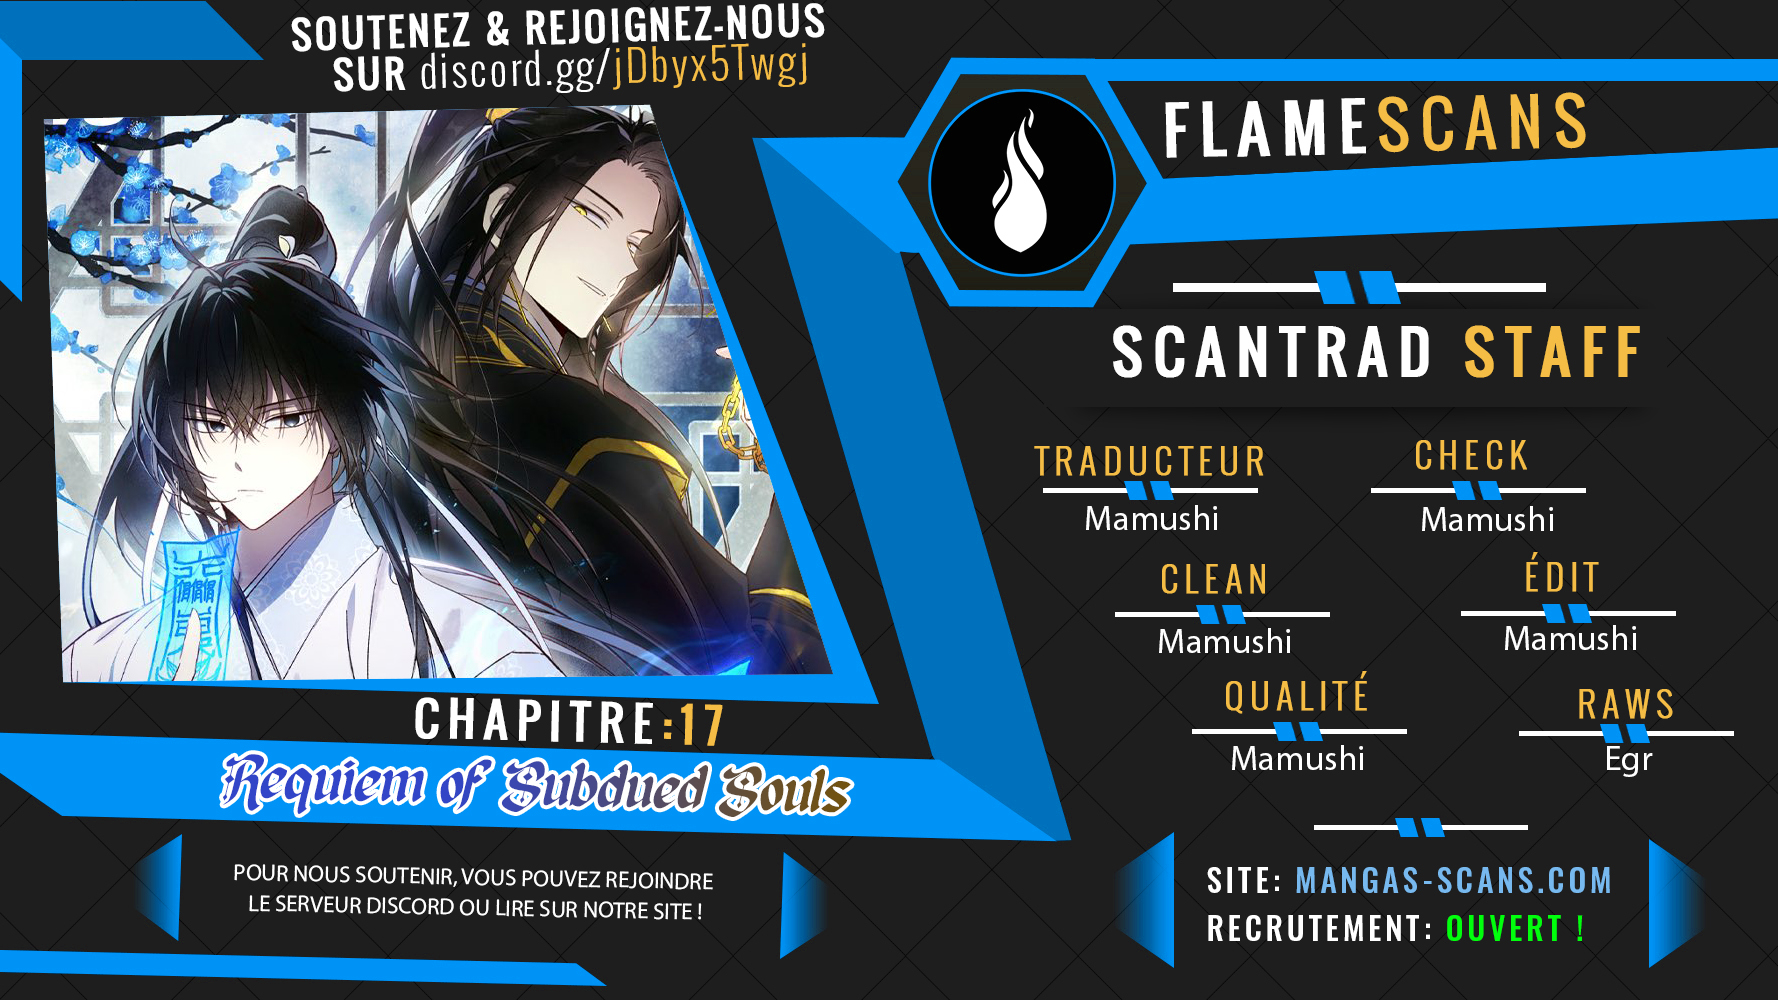 SOUTENEZ & REJOIGNEZ-NOUS
SUR discord.gg/jDbyx5Twgj
FLAMESCANS
SCANTRAD STAFF
TRADUCTEUR
Mamushi
CHECK
Mamushi
CLEAN
Mamushi
ÉDIT
Mamushi
QUALITÉ
Mamushi
RAWS
Egr
CHAPITRE:17
Requiem of Subdued Souls
POUR NOUS SOUTENIR, VOUS POUVEZ REJOINDRE
LE SERVEUR DISCORD OU LIRE SUR NOTRE SITE !
SITE: MANGAS-SCANS.COM
RECRUTEMENT: OUVERT !